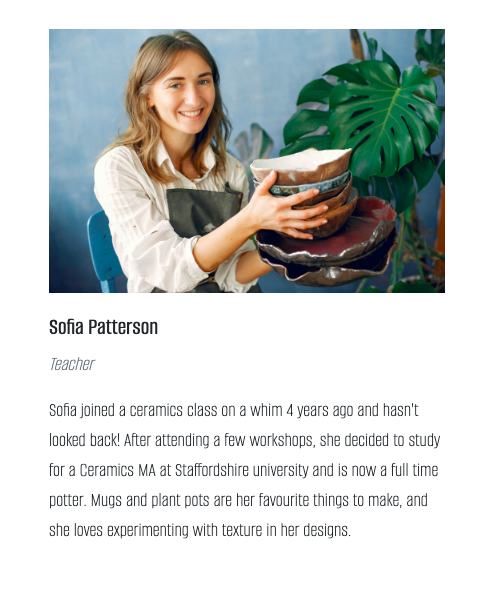 Sofia Patterson
Teacher
Sofia joined a ceramics class on a whim 4 years ago and hasn't
looked back! After attending a few workshops, she decided to study
for a Ceramics MA at Staffordshire university and is now a full time
potter. Mugs and plant pots are her favourite things to make, and
she loves experimenting with texture in her designs.